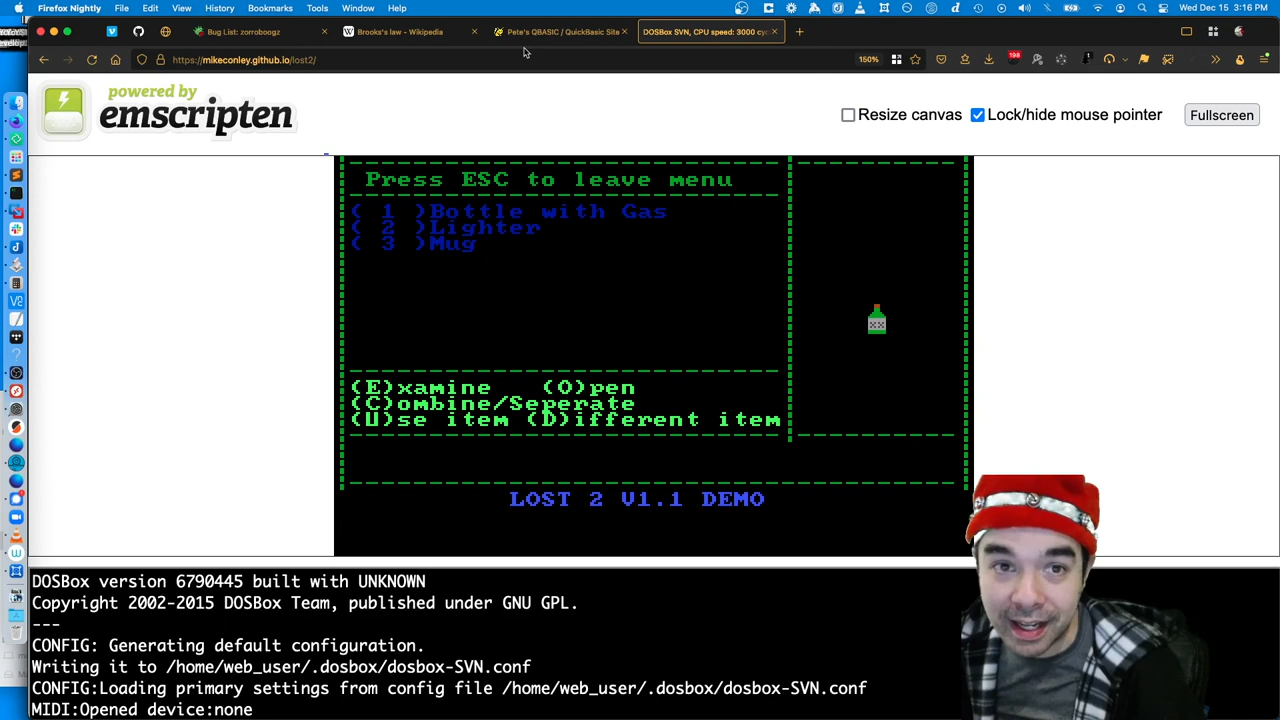 Firefox Nightly File Edit View History Bookmarks Tools Window Help
Wed Dec 15 3:16 PM
Bug List: zorroboogz
Brooks's law - Wikipedia
Pete's QBASIC / QuickBasic Site
DOSBox SVN, CPU speed: 3000 cyc
https://mikeconley.github.io/lost2/
150%
198
powered by
emscripten
Resize canvas
Lock/hide mouse pointer
Fullscreen
Press ESC to leave menu
( 1 )Bottle with Gas
( 2 )Lighter
( 3 )Mug
(E)xamine (O)pen
(C)ombine/Seperate
(U)se item (D)ifferent item
LOST 2 V1.1 DEMO
DOSBox version 6790445 built with UNKNOWN
Copyright 2002-2015 DOSBox Team, published under GNU GPL.
---
CONFIG: Generating default configuration.
Writing it to /home/web_user/.dosbox/dosbox-SVN.conf
CONFIG:Loading primary settings from config file /home/web_user/.dosbox/dosbox-SVN.conf
MIDI:Opened device:none